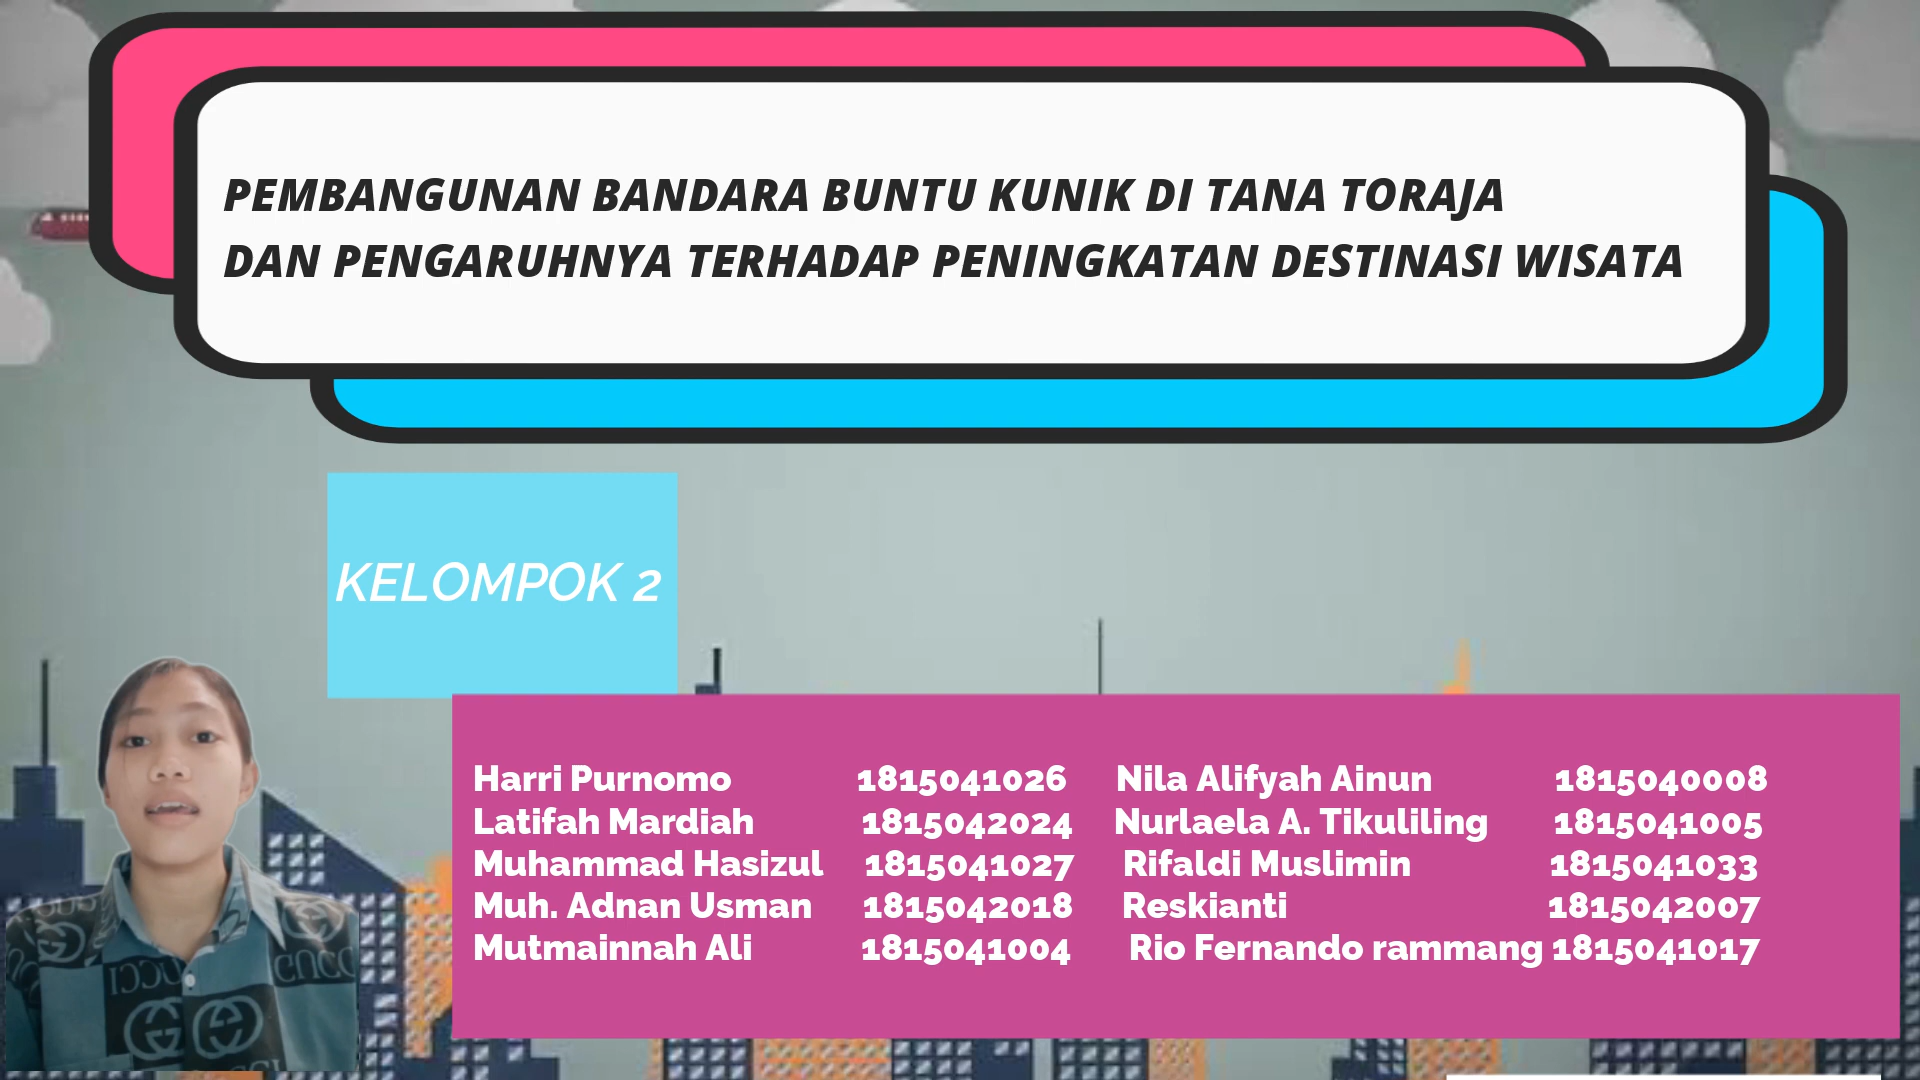 PEMBANGUNAN BANDARA BUNTU KUNIK DI TANA TORAJA
DAN PENGARUHNYA TERHADAP PENINGKATAN DESTINASI WISATA
KELOMPOK 2
Harri Purnomo 1815041026 Nila Alifyah Ainun 1815040008
Latifah Mardiah 1815042024 Nurlaela A. Tikuliling 1815041005
Muhammad Hasizul 1815041027 Rifaldi Muslimin 1815041033
Muh. Adnan Usman 1815042018 Reskianti 1815042007
Mutmainnah Ali 1815041004 Rio Fernando rammang 1815041017